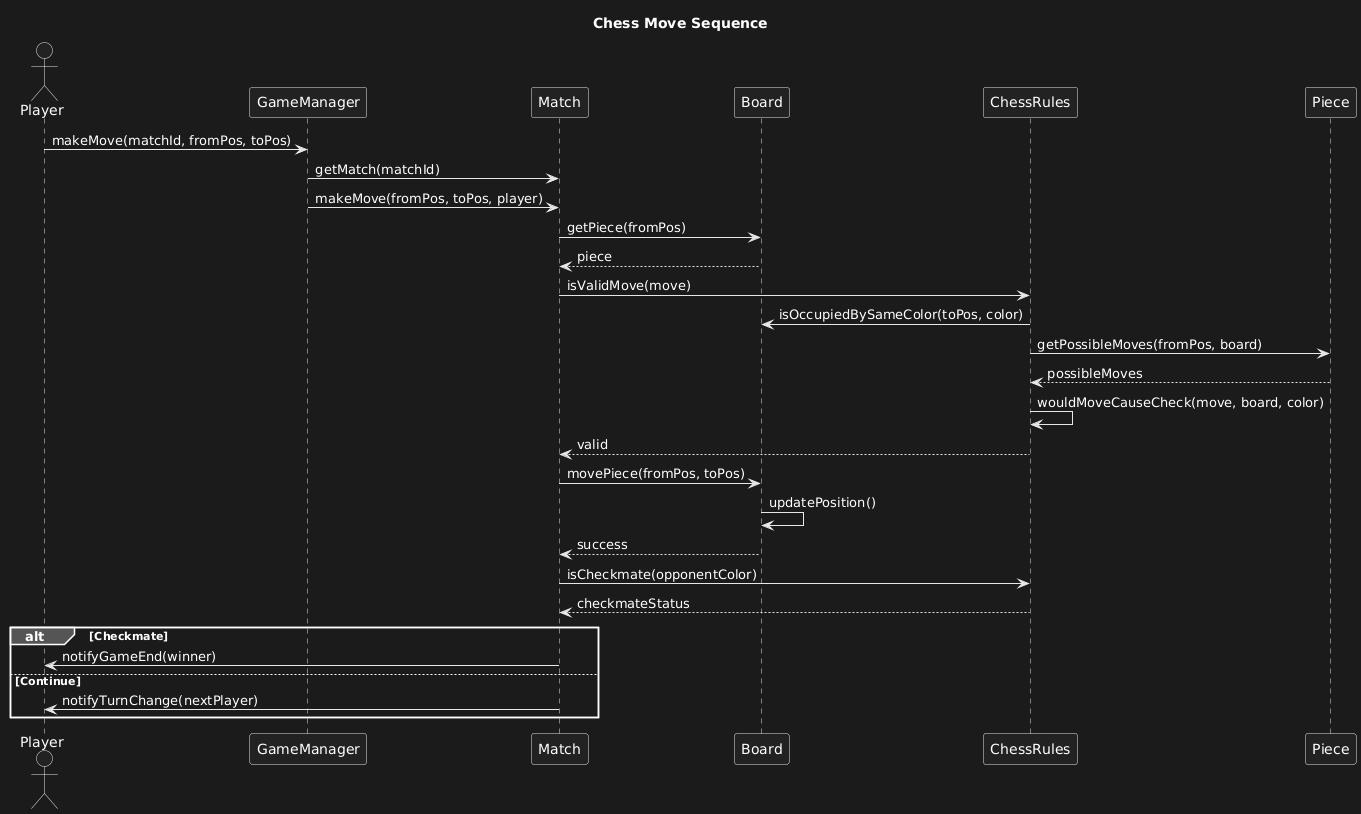 Chess Move Sequence
Player
GameManager
Match
Board
ChessRules
Piece
makeMove(matchId, fromPos, toPos)
getMatch(matchId)
makeMove(fromPos, toPos, player)
getPiece(fromPos)
piece
isValidMove(move)
isOccupiedBySameColor(toPos, color)
getPossibleMoves(fromPos, board)
possibleMoves
wouldMoveCauseCheck(move, board, color)
valid
movePiece(fromPos, toPos)
updatePosition()
success
isCheckmate(opponentColor)
checkmateStatus
alt [Checkmate]
notifyGameEnd(winner)
[Continue]
notifyTurnChange(nextPlayer)
Player
GameManager
Match
Board
ChessRules
Piece